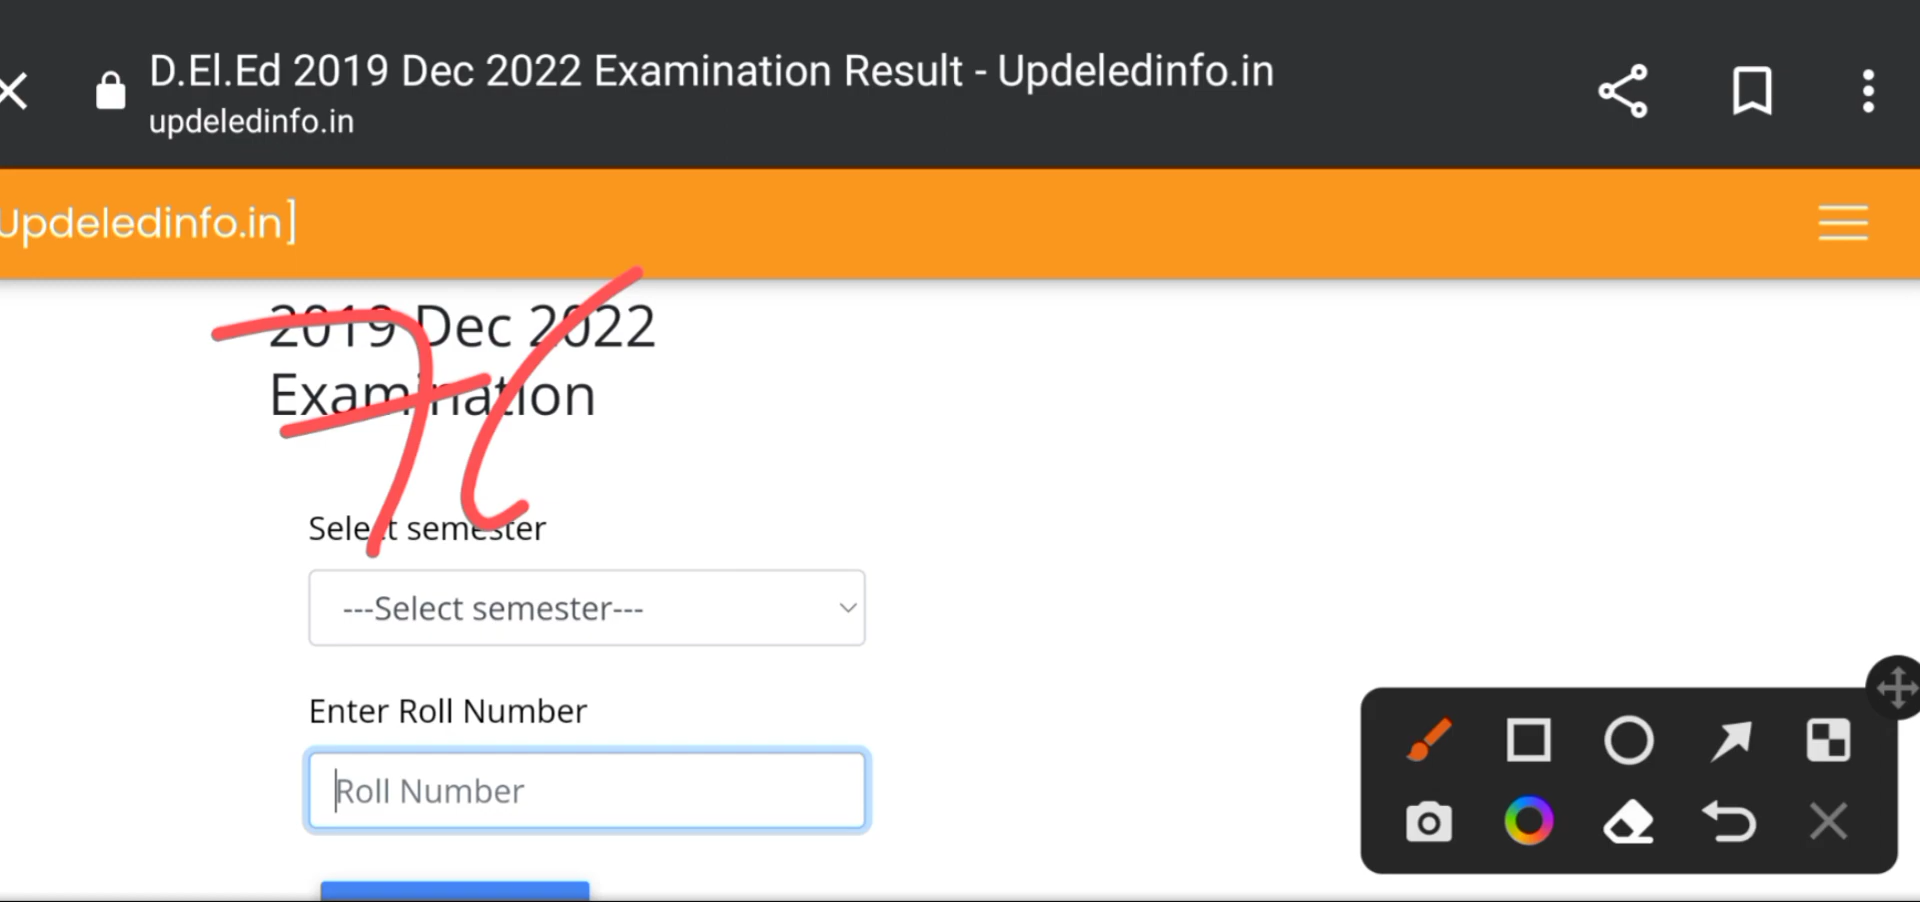 D.El.Ed 2019 Dec 2022 Examination Result - Updeledinfo.in
updeledinfo.in
Updeledinfo.in]
2019 Dec 2022
Examination
Select semester
---Select semester---
Enter Roll Number
Roll Number